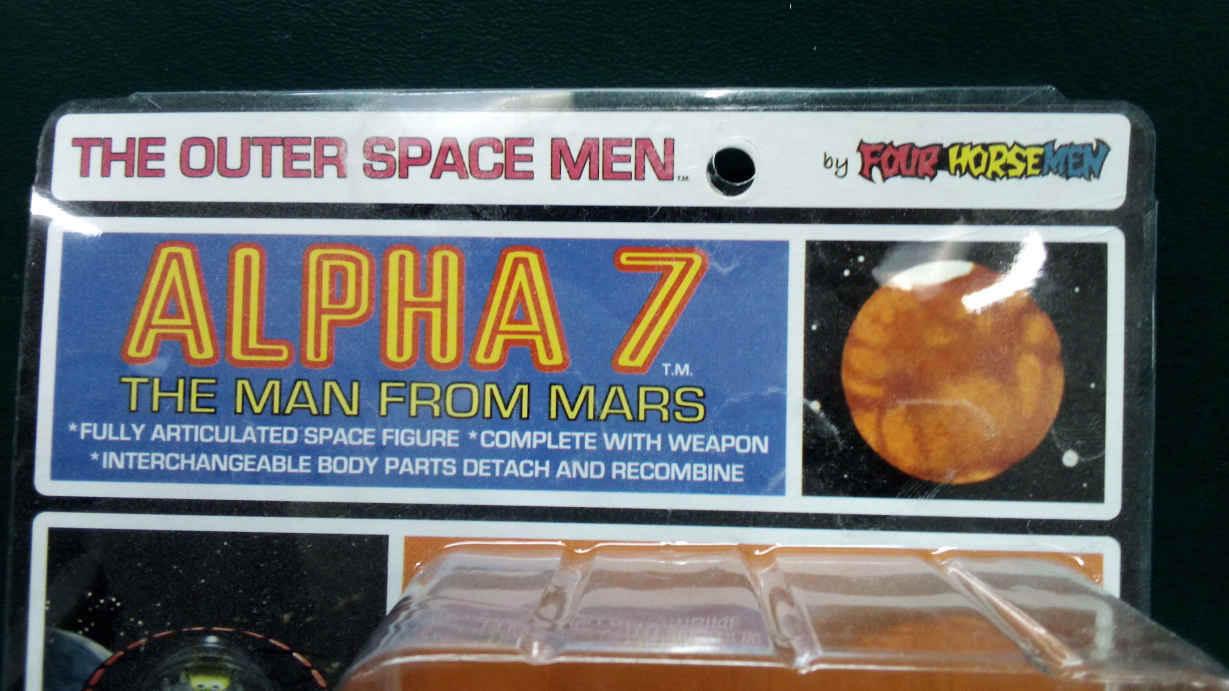 THE OUTER SPACE MEN™
by FOUR HORSEMEN
ALPHA 7 T.M.
THE MAN FROM MARS
*FULLY ARTICULATED SPACE FIGURE *COMPLETE WITH WEAPON
*INTERCHANGEABLE BODY PARTS DETACH AND RECOMBINE